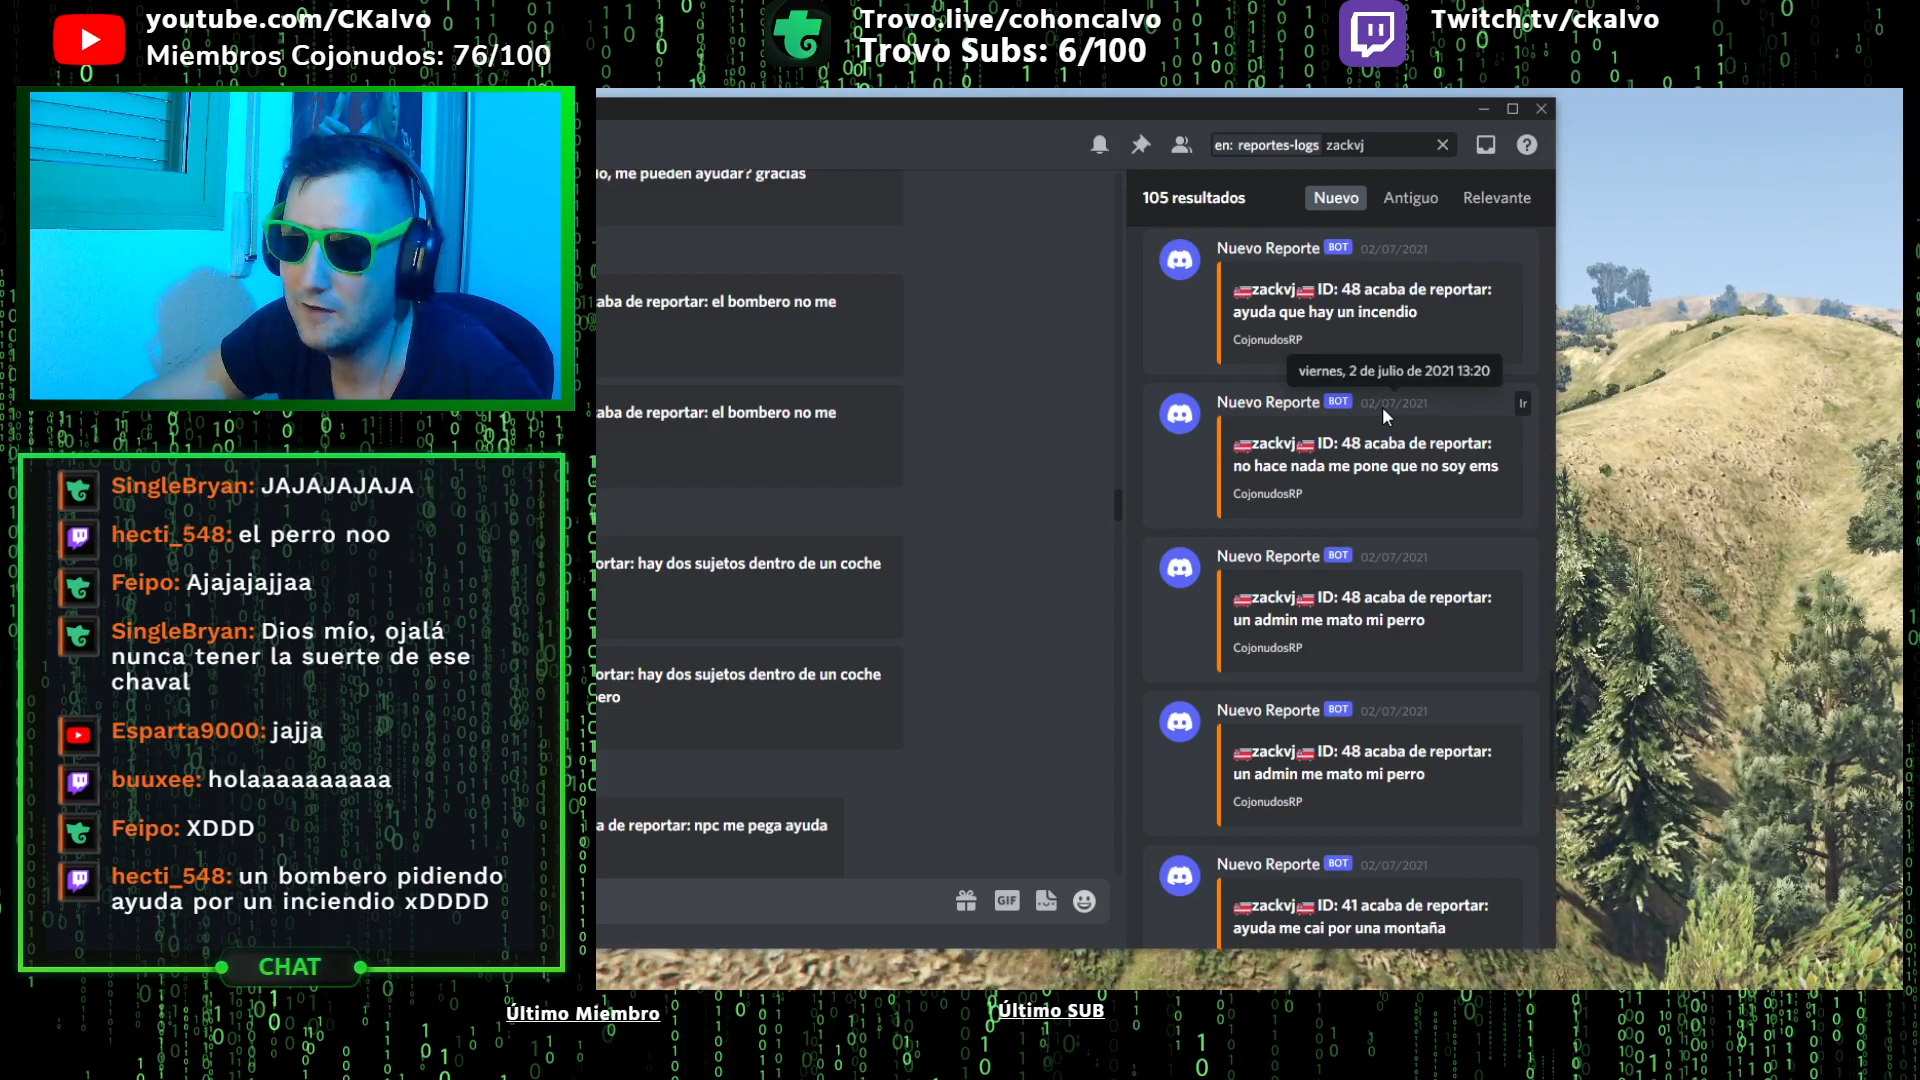 youtube.com/CKalvo
Miembros Cojonudos: 76/100
Trovo.live/cohoncalvo
Trovo Subs: 6/100
Twitch.tv/ckalvo
SingleBryan: JAJAJAJAJA
hecti_548: el perro noo
Feipo: Ajajajajjaa
SingleBryan: Dios mío, ojalá
nunca tener la suerte de ese
chaval
Esparta9000: jajja
buuxee: holaaaaaaaaaa
Feipo: XDDD
hecti_548: un bombero pidiendo
ayuda por un inciendio xDDDD
CHAT
lo, me pueden ayudar? gracias
aba de reportar: el bombero no me
aba de reportar: el bombero no me
ortar: hay dos sujetos dentro de un coche
ortar: hay dos sujetos dentro de un coche
ero
a de reportar: npc me pega ayuda
GIF
en: reportes-logs zackvj
105 resultados
Nuevo
Antiguo
Relevante
Nuevo Reporte BOT 02/07/2021
zackvj ID: 48 acaba de reportar:
ayuda que hay un incendio
CojonudosRP
viernes, 2 de julio de 2021 13:20
Nuevo Reporte BOT 02/07/2021
Ir
zackvj ID: 48 acaba de reportar:
no hace nada me pone que no soy ems
CojonudosRP
Nuevo Reporte BOT 02/07/2021
zackvj ID: 48 acaba de reportar:
un admin me mato mi perro
CojonudosRP
Nuevo Reporte BOT 02/07/2021
zackvj ID: 48 acaba de reportar:
un admin me mato mi perro
CojonudosRP
Nuevo Reporte BOT 02/07/2021
zackvj ID: 41 acaba de reportar:
ayuda me cai por una montaña
Último Miembro
Último SUB